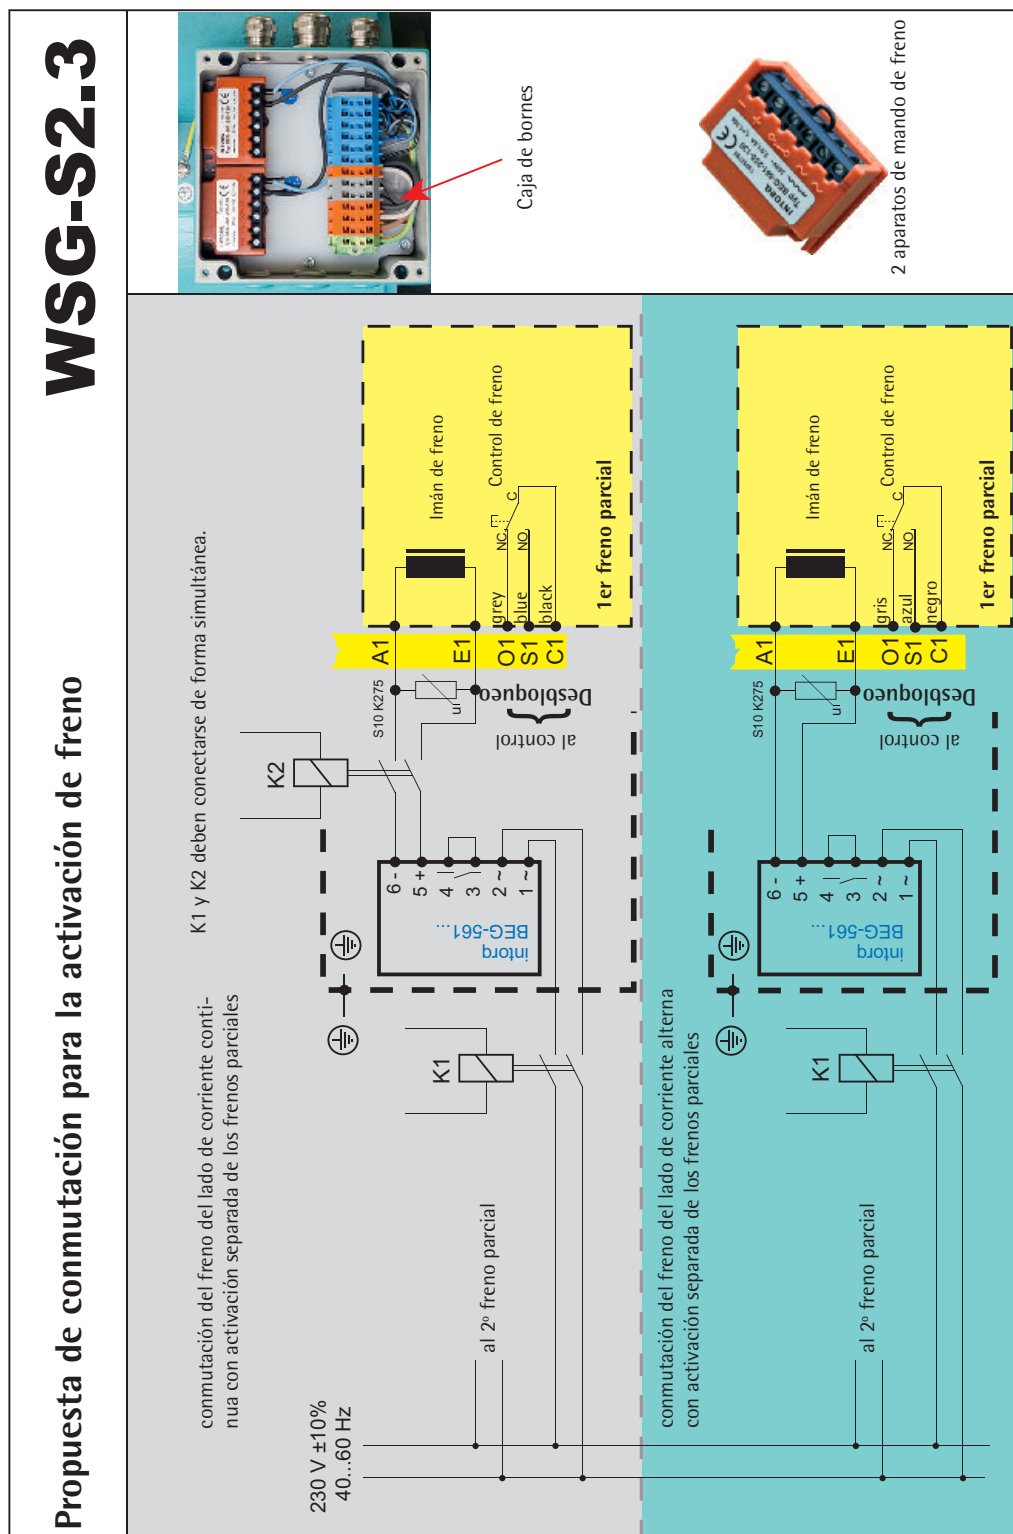 Propuesta de conmutación para la activación de freno
WSG-S2.3
conmutación del freno del lado de corriente conti-
nua con activación separada de los frenos parciales
K1 y K2 deben conectarse de forma simultánea.
230 V ±10%
40...60 Hz
al 2º freno parcial
K1
K2
intorq
BEG-561...
6 -
5 +
4
3
2 ~
1 ~
S10 K275
U
A1
E1
O1
S1
C1
Desbloqueo
al control
grey
blue
black
NC
NO
C
Imán de freno
Control de freno
1er freno parcial
Caja de bornes
conmutación del freno del lado de corriente alterna
con activación separada de los frenos parciales
al 2º freno parcial
K1
intorq
BEG-561...
6 -
5 +
4
3
2 ~
1 ~
S10 K275
U
A1
E1
O1
S1
C1
Desbloqueo
al control
gris
azul
negro
NC
NO
C
Imán de freno
Control de freno
1er freno parcial
2 aparatos de mando de freno
INTORQ